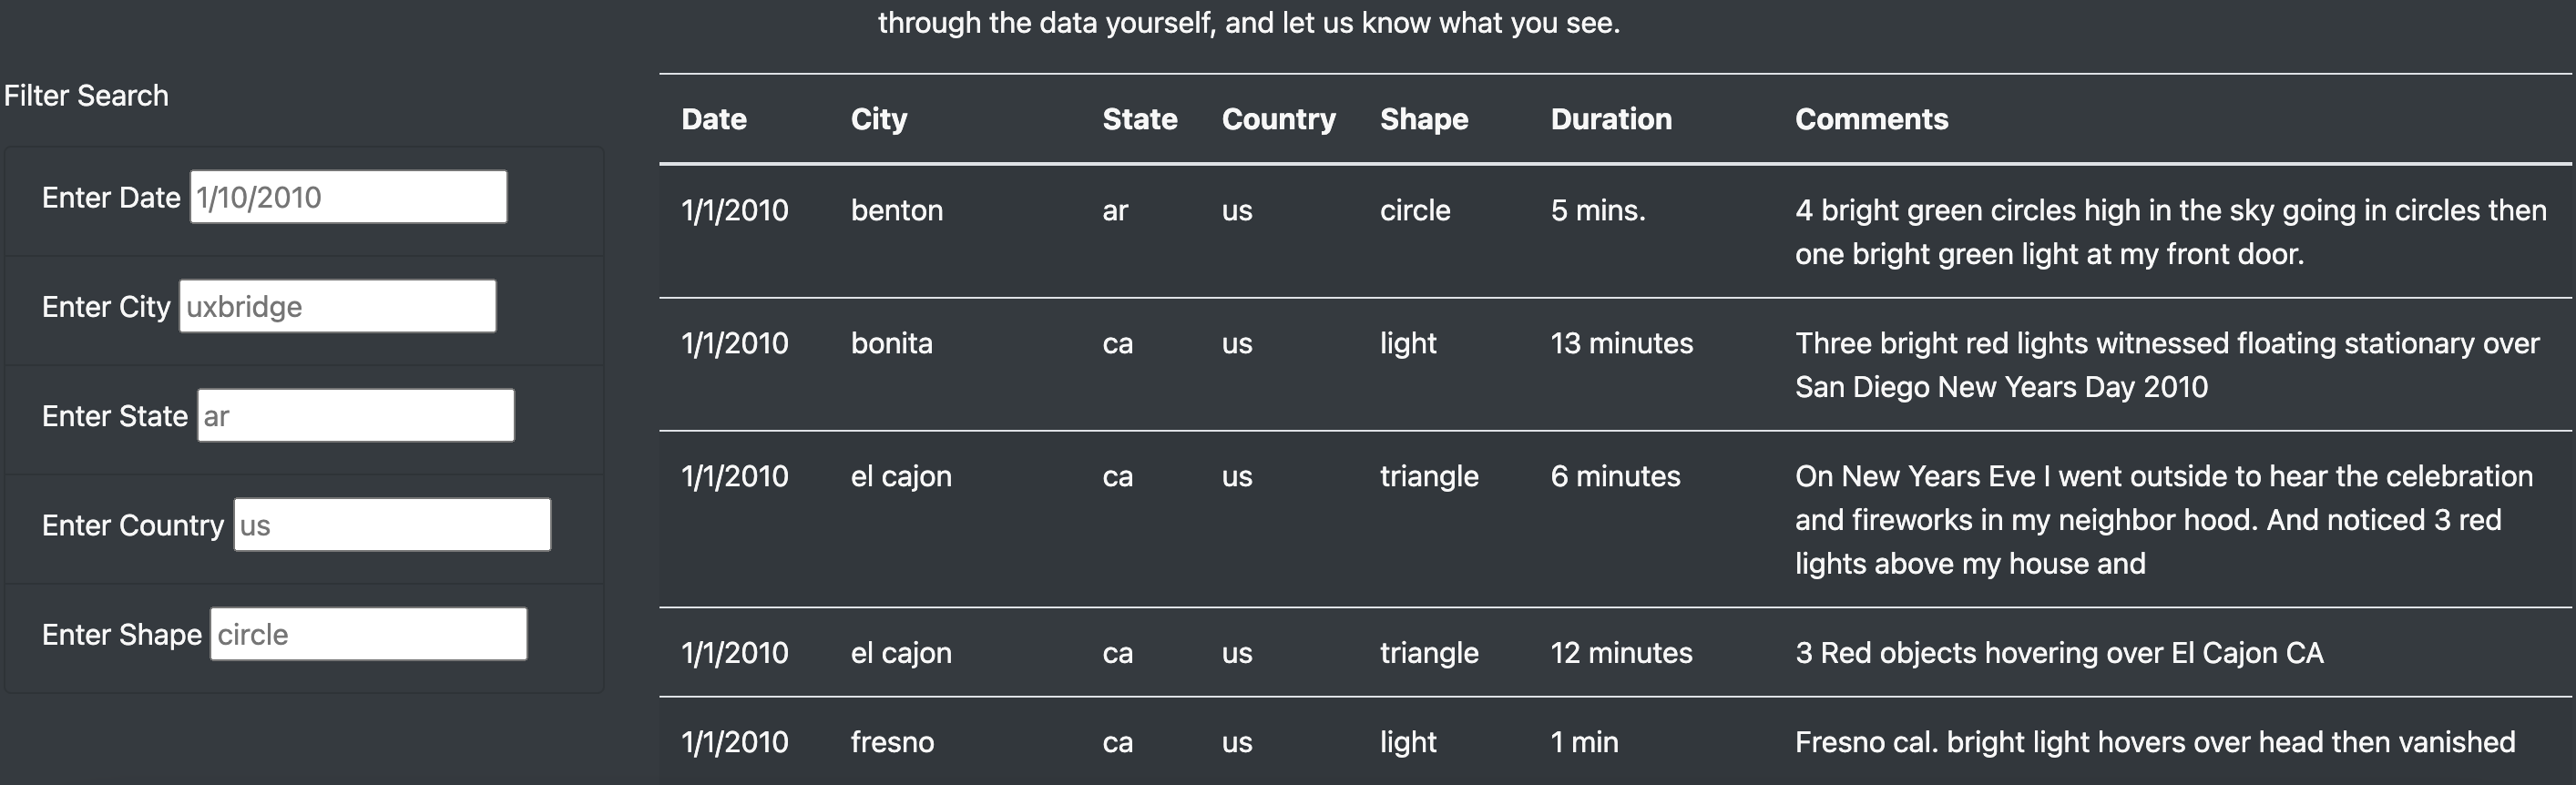 through the data yourself, and let us know what you see.
Filter Search
Enter Date 1/10/2010
Enter City uxbridge
Enter State ar
Enter Country us
Enter Shape circle
Date City State Country Shape Duration Comments
1/1/2010 benton ar us circle 5 mins. 4 bright green circles high in the sky going in circles then
one bright green light at my front door.
1/1/2010 bonita ca us light 13 minutes Three bright red lights witnessed floating stationary over
San Diego New Years Day 2010
1/1/2010 el cajon ca us triangle 6 minutes On New Years Eve I went outside to hear the celebration
and fireworks in my neighbor hood. And noticed 3 red
lights above my house and
1/1/2010 el cajon ca us triangle 12 minutes 3 Red objects hovering over El Cajon CA
1/1/2010 fresno ca us light 1 min Fresno cal. bright light hovers over head then vanished